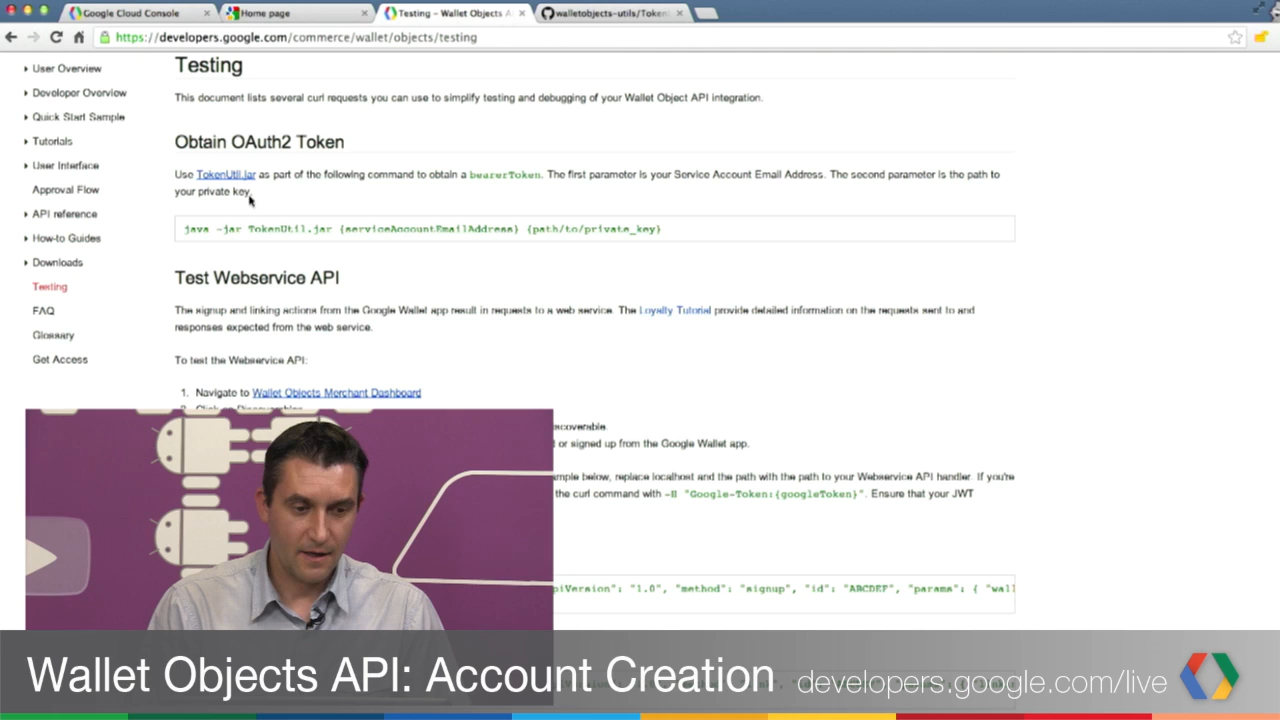 Google Cloud Console
Home page
Testing - Wallet Objects A
walletobjects-utils/Token
https://developers.google.com/commerce/wallet/objects/testing
User Overview
Developer Overview
Quick Start Sample
Tutorials
User Interface
Approval Flow
API reference
How-to Guides
Downloads
Testing
FAQ
Glossary
Get Access
Testing
This document lists several curl requests you can use to simplify testing and debugging of your Wallet Object API integration.
Obtain OAuth2 Token
Use TokenUtil.jar as part of the following command to obtain a bearerToken. The first parameter is your Service Account Email Address. The second parameter is the path to
your private key.
java -jar TokenUtil.jar {serviceAccountEmailAddress} {path/to/private_key}
Test Webservice API
The signup and linking actions from the Google Wallet app result in requests to a web service. The Loyalty Tutorial provide detailed information on the requests sent to and
responses expected from the web service.
To test the Webservice API:
1. Navigate to Wallet Objects Merchant Dashboard
2. Click on Discoverables
scoverable.
or signed up from the Google Wallet app.
ample below, replace localhost and the path with the path to your Webservice API handler. If you're
the curl command with -H "Google-Token:{googleToken}". Ensure that your JWT
piVersion": "1.0", "method": "signup", "id": "ABCDEF", "params": { "wall
Wallet Objects API: Account Creation
developers.google.com/live